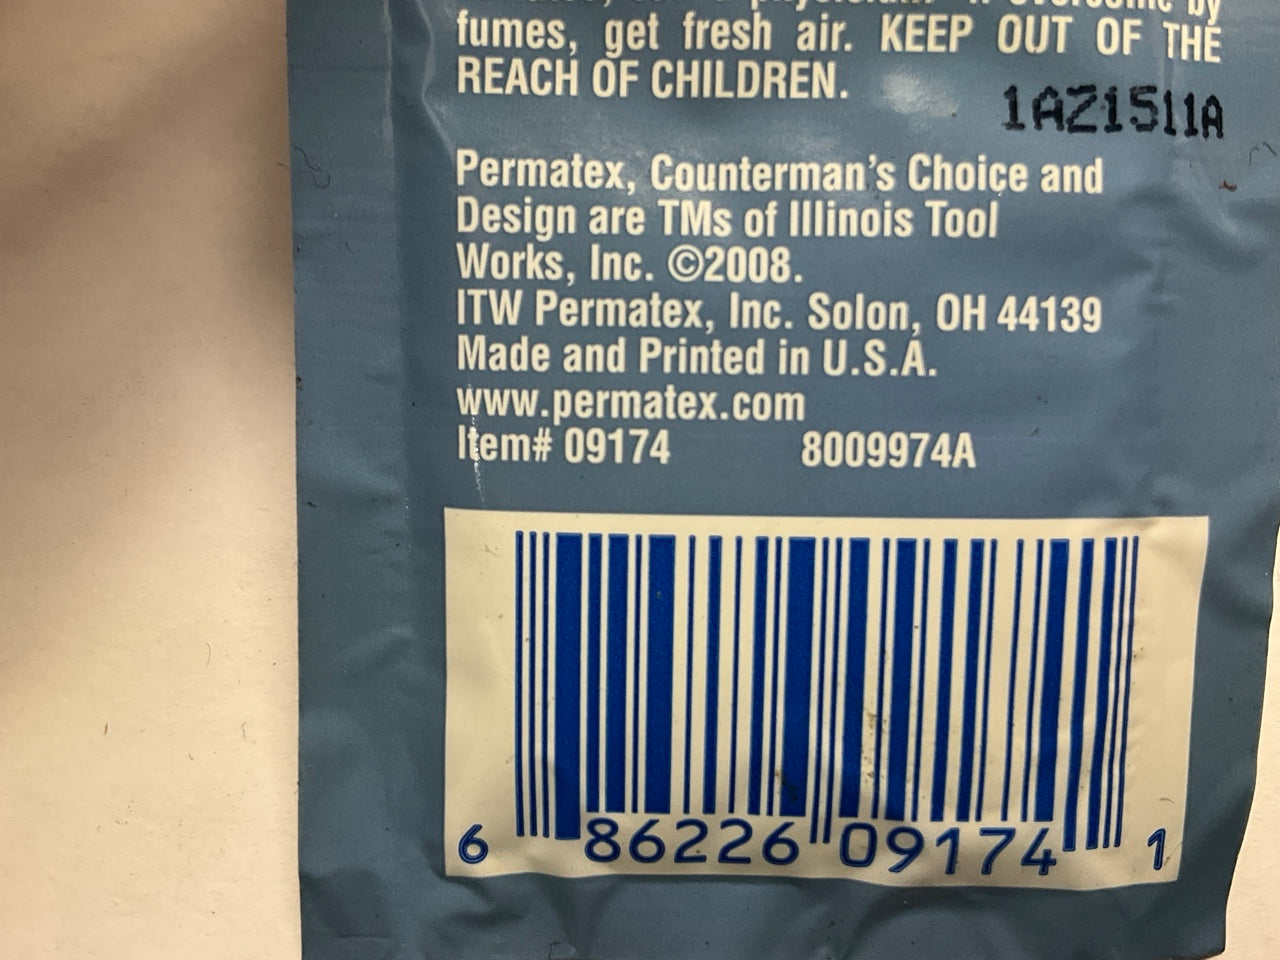 by
fumes, get fresh air. KEEP OUT OF THE
REACH OF CHILDREN.
1AZ1511A
Permatex, Counterman's Choice and
Design are TMs of Illinois Tool
Works, Inc. ©2008.
ITW Permatex, Inc. Solon, OH 44139
Made and Printed in U.S.A.
www.permatex.com
Item# 09174 8009974A
6 86226 09174 1